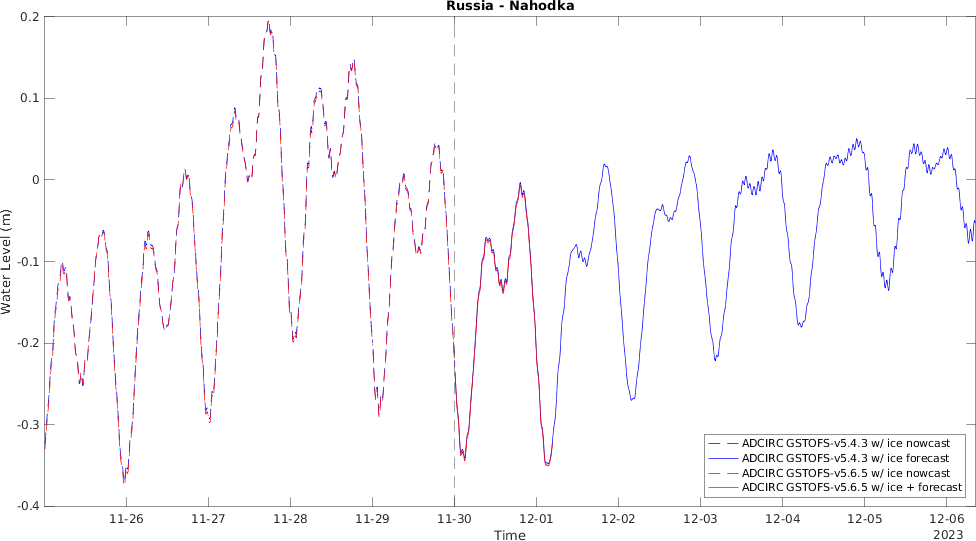 Russia - Nahodka
Water Level (m)
0.2
0.1
0
-0.1
-0.2
-0.3
-0.4
11-26 11-27 11-28 11-29 11-30 12-01 12-02 12-03 12-04 12-05 12-06
2023
Time
ADCIRC GSTOFS-v5.4.3 w/ ice nowcast
ADCIRC GSTOFS-v5.4.3 w/ ice forecast
ADCIRC GSTOFS-v5.6.5 w/ ice nowcast
ADCIRC GSTOFS-v5.6.5 w/ ice + forecast